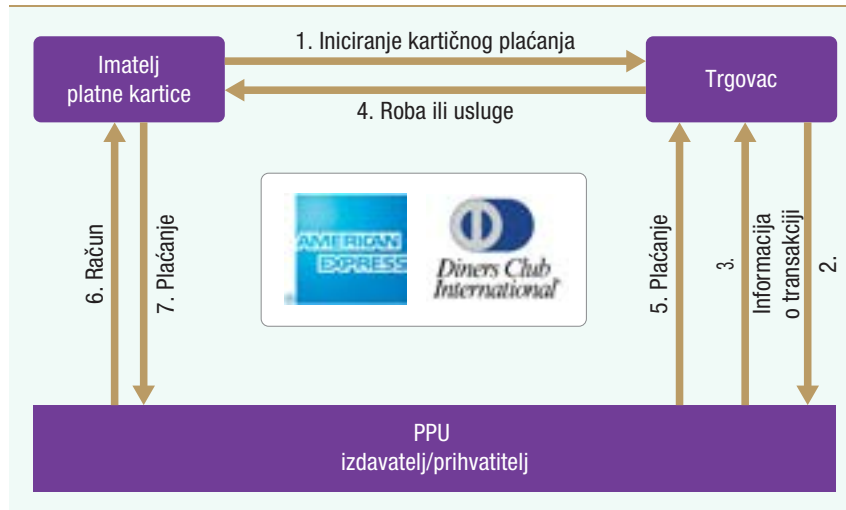 1. Iniciranje kartičnog plaćanja
Imatelj
platne kartice
Trgovac
4. Roba ili usluge
6. Račun
7. Plaćanje
AMERICAN
EXPRESS
Diners Club
International
5. Plaćanje
3.
Informacija
o transakciji
2.
PPU
izdavatelj/prihvatitelj